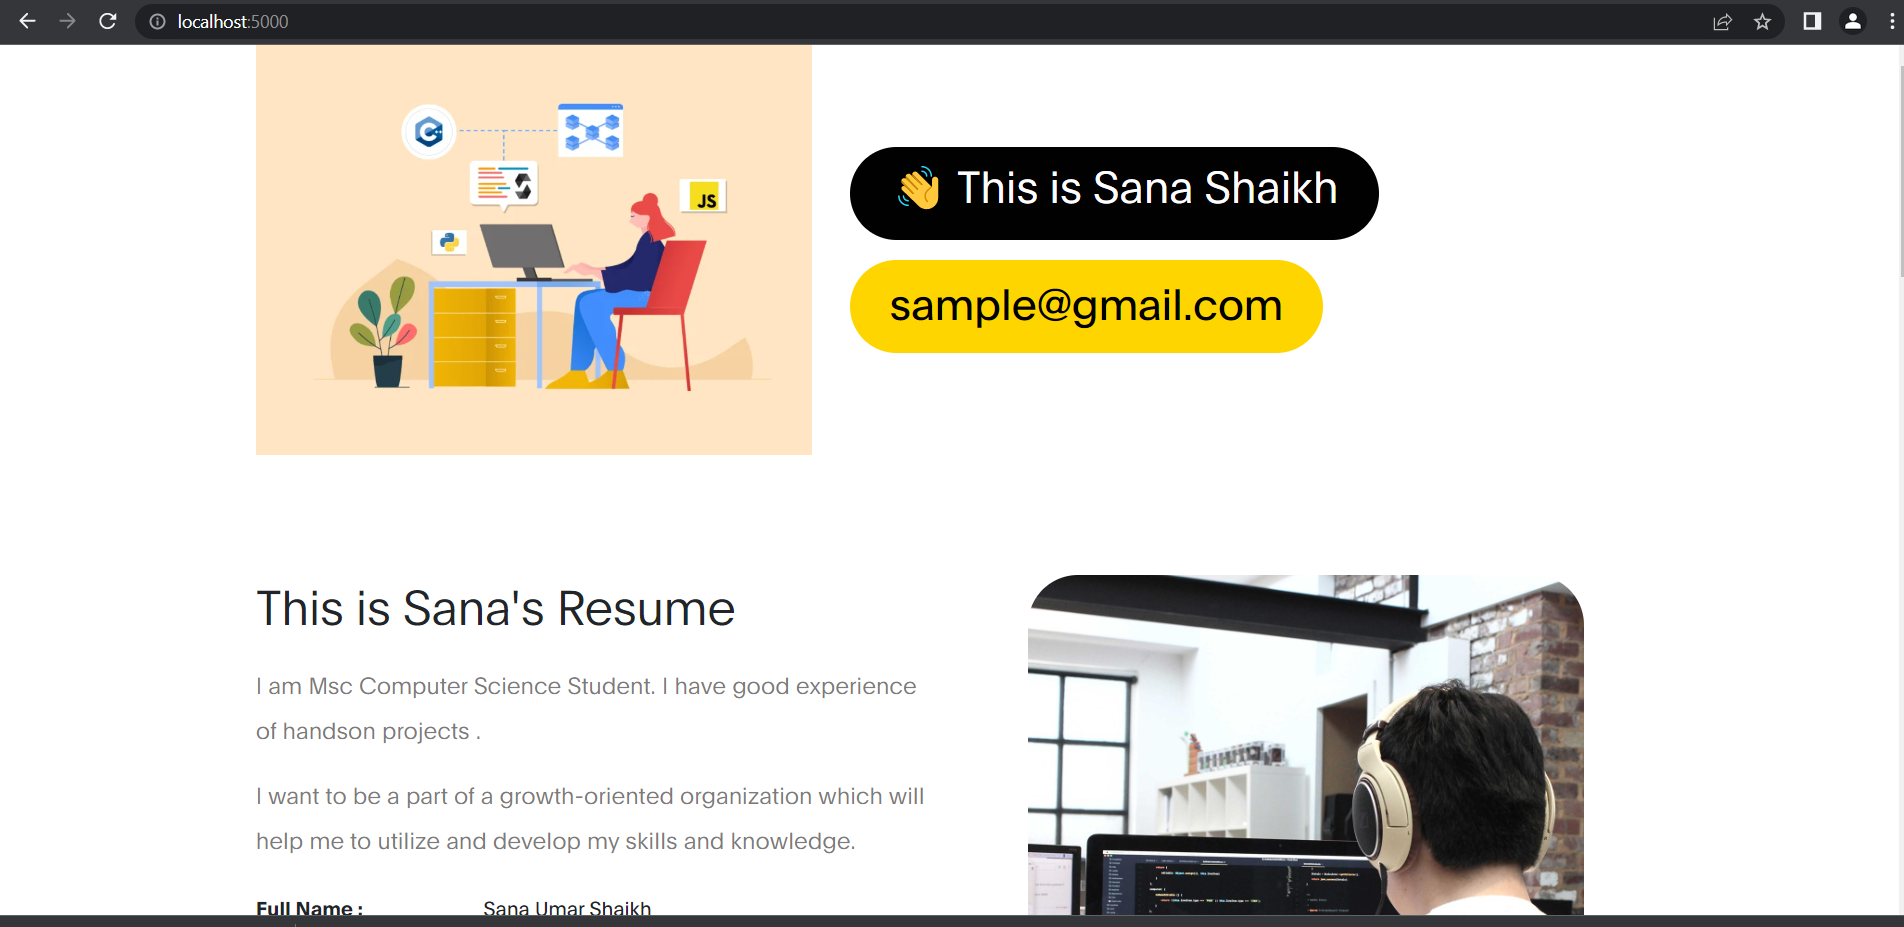 localhost:5000
JS
👋 This is Sana Shaikh
sample@gmail.com
This is Sana's Resume
I am Msc Computer Science Student. I have good experience
of handson projects .
I want to be a part of a growth-oriented organization which will
help me to utilize and develop my skills and knowledge.
Full Name : Sana Umar Shaikh